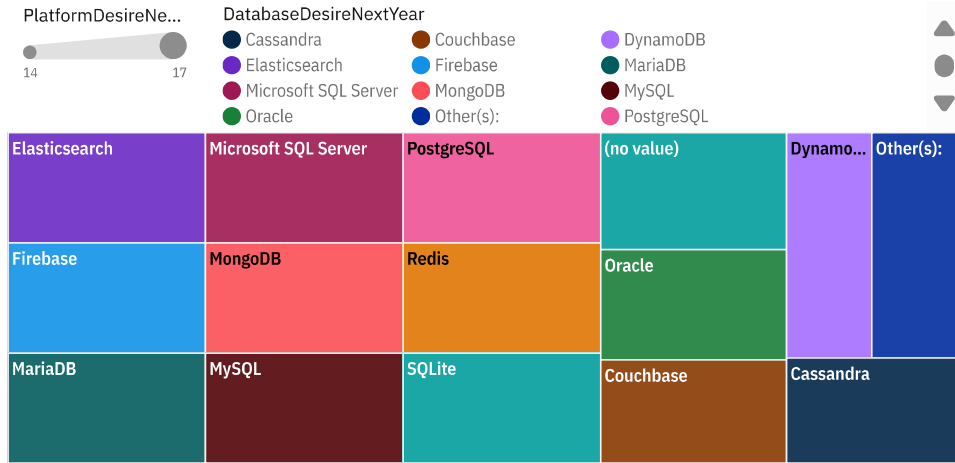 PlatformDesireNe...
14
17
DatabaseDesireNextYear
Cassandra
Couchbase
DynamoDB
Elasticsearch
Firebase
MariaDB
Microsoft SQL Server
MongoDB
MySQL
Oracle
Other(s):
PostgreSQL
Elasticsearch
Microsoft SQL Server
PostgreSQL
(no value)
Dynamo...
Other(s):
Firebase
MongoDB
Redis
Oracle
MariaDB
MySQL
SQLite
Couchbase
Cassandra